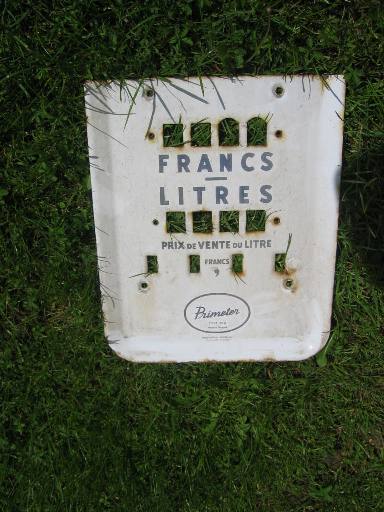 FRANCS
LITRES
PRIX DE VENTE DU LITRE
FRANCS
,
Primeter